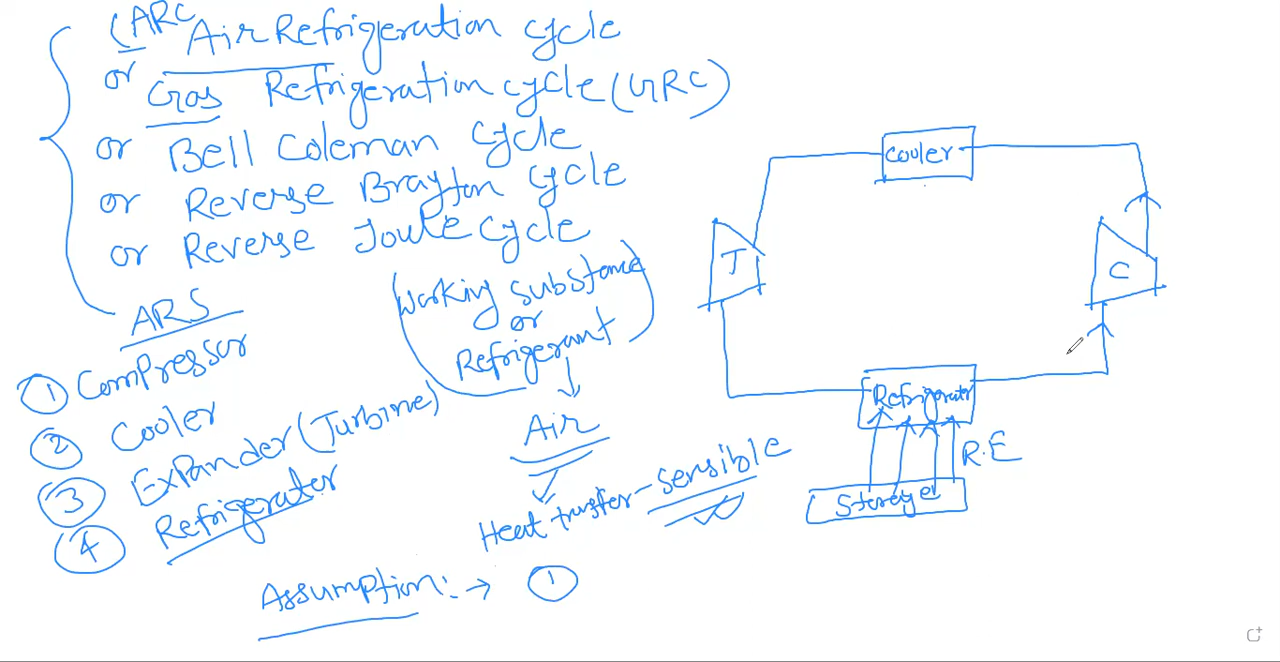 (ARC Air Refrigeration cycle
or Gas Refrigeration cycle (GRC)
or Bell Coleman cycle
or Reverse Brayton cycle
or Reverse Joule cycle
ARS
① Compressor
② Cooler
③ Expander (Turbine)
④ Refrigerator
(Working substance
or
Refrigerant)
Air
Heat transfer - sensible
Assumption: → ①
Cooler
T
C
Refrigerator
R.E
Storage